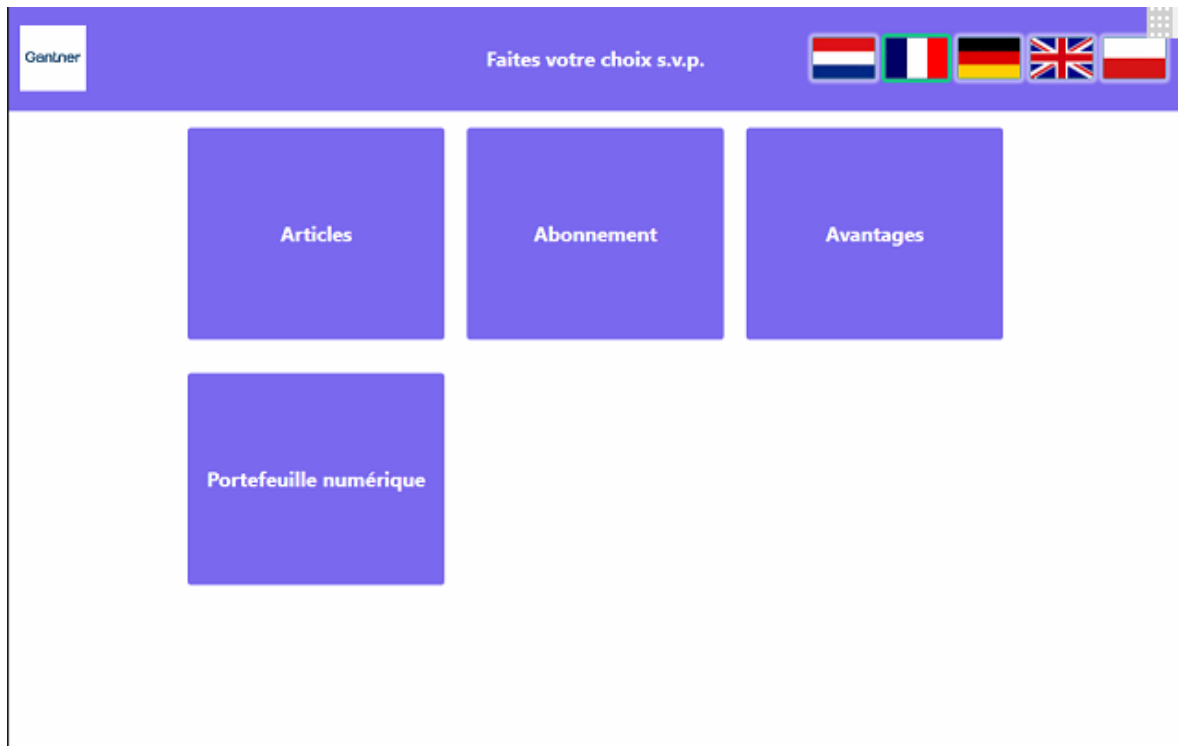 Gantner
Faites votre choix s.v.p.
Articles
Abonnement
Avantages
Portefeuille numérique